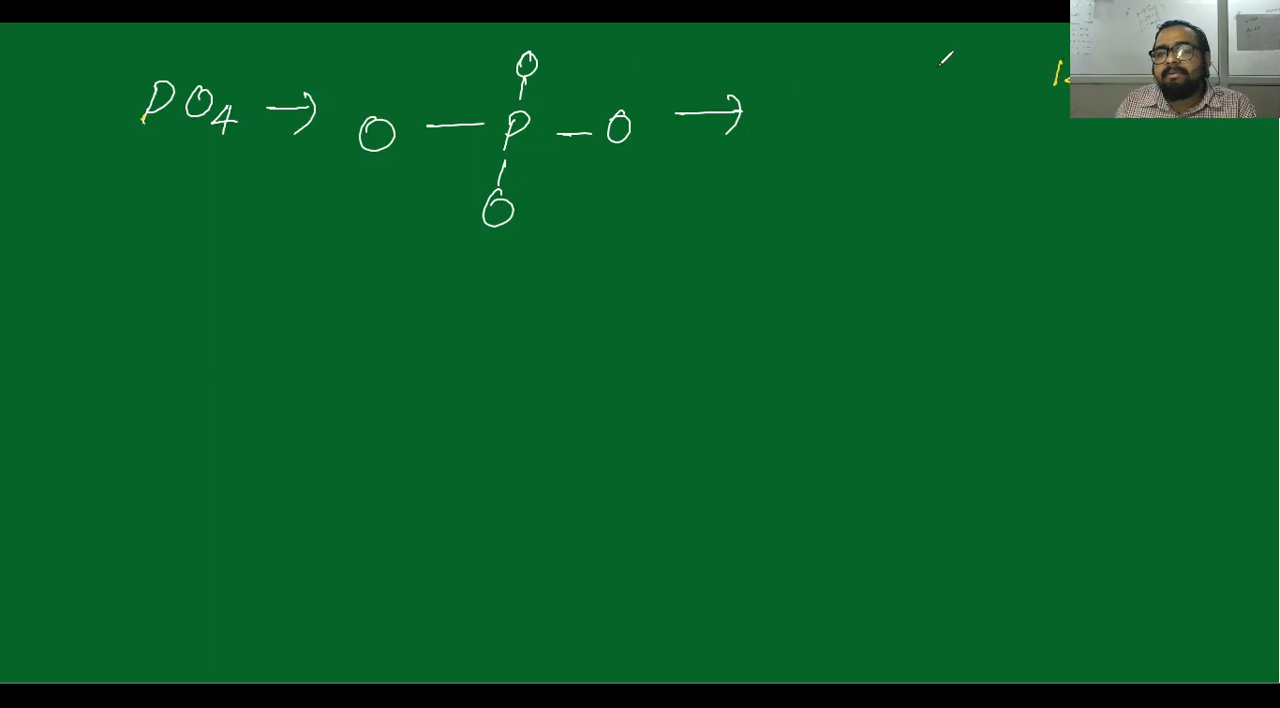 O
PO4 → O — P — O →
O